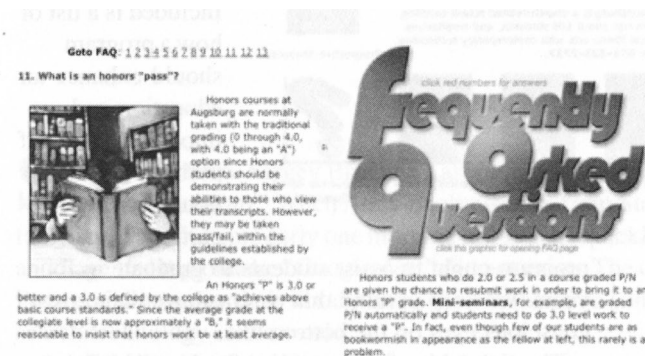 Goto FAQ: 1 2 3 4 5 6 7 8 9 10 11 12 13
11. What is an honors "pass"?
Honors courses at
Augsburg are normally
taken with the traditional
grading (0 through 4.0,
with 4.0 being an "A")
option since Honors
students should be
demonstrating their
abilities to those who view
their transcripts. However,
they may be taken
pass/fail, within the
guidelines established by
the college.
An Honors "P" is 3.0 or
better and a 3.0 is defined by the college as "achieves above
basic course standards." Since the average grade at the
collegiate level is now approximately a "B," it seems
reasonable to insist that honors work be at least average.
click red numbers for answers
Frequently
Asked
Questions
click this graphic for opening FAQ page
Honors students who do 2.0 or 2.5 in a course graded P/N
are given the chance to resubmit work in order to bring it to an
Honors "P" grade. Mini-seminars, for example, are graded
P/N automatically and students need to do 3.0 level work to
receive a "P". In fact, even though few of our students are as
bookwormish in appearance as the fellow at left, this rarely is a
problem.